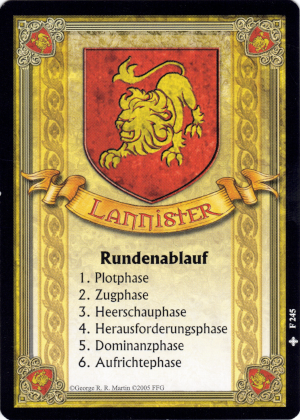 LANNISTER
Rundenablauf
1. Plotphase
2. Zugphase
3. Heerschauphase
4. Herausforderungsphase
5. Dominanzphase
6. Aufrichtephase
F 245
©George R. R. Martin ©2005 FFG